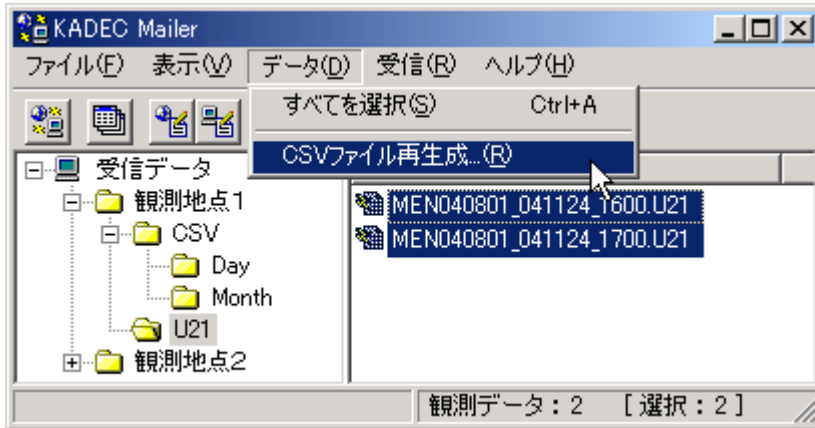 KADEC Mailer
ファイル(F) 表示(V) データ(D) 受信(R) ヘルプ(H)
すべてを選択(S) Ctrl+A
CSVファイル再生成...(R)
受信データ
観測地点1
CSV
Day
Month
U21
観測地点2
MEN040801_041124_1600.U21
MEN040801_041124_1700.U21
観測データ:2 [選択:2]